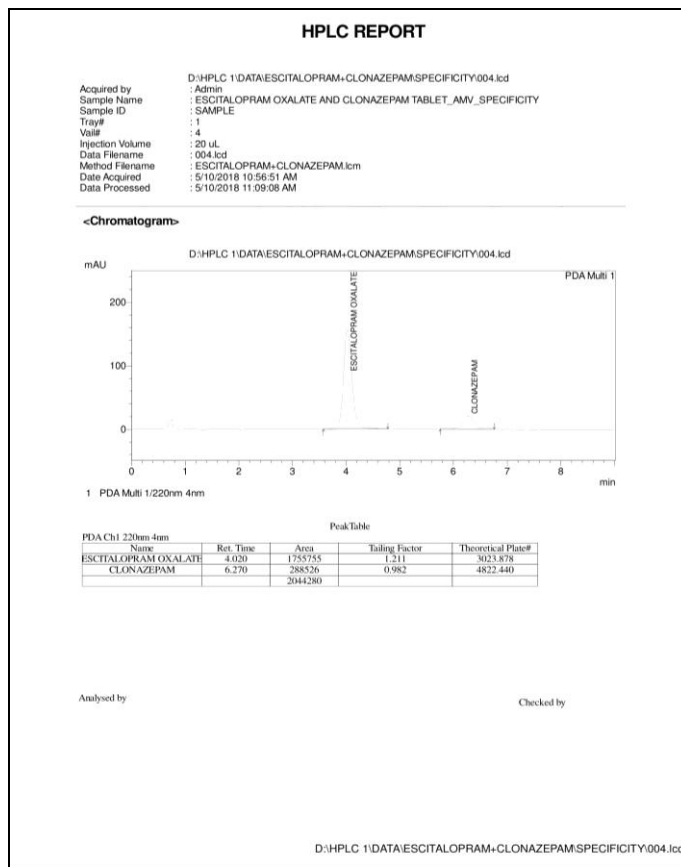 HPLC REPORT
D:\HPLC 1\DATA\ESCITALOPRAM+CLONAZEPAM\SPECIFICITY\004.lcd
Acquired by : Admin
Sample Name : ESCITALOPRAM OXALATE AND CLONAZEPAM TABLET_AMV_SPECIFICITY
Sample ID : SAMPLE
Tray# : 1
Vail# : 4
Injection Volume : 20 uL
Data Filename : 004.lcd
Method Filename : ESCITALOPRAM+CLONAZEPAM.lcm
Date Acquired : 5/10/2018 10:56:51 AM
Data Processed : 5/10/2018 11:09:08 AM
<Chromatogram>
D:\HPLC 1\DATA\ESCITALOPRAM+CLONAZEPAM\SPECIFICITY\004.lcd
mAU
PDA Multi 1
200
100
0
ESCITALOPRAM OXALATE
CLONAZEPAM
0 1 2 3 4 5 6 7 8
min
1 PDA Multi 1/220nm 4nm
PeakTable
PDA Ch1 220nm 4nm
Name Ret. Time Area Tailing Factor Theoretical Plate#
ESCITALOPRAM OXALATE 4.020 1755755 1.211 3023.878
CLONAZEPAM 6.270 288526 0.982 4822.440
2044280
Analysed by
Checked by
D:\HPLC 1\DATA\ESCITALOPRAM+CLONAZEPAM\SPECIFICITY\004.lcd